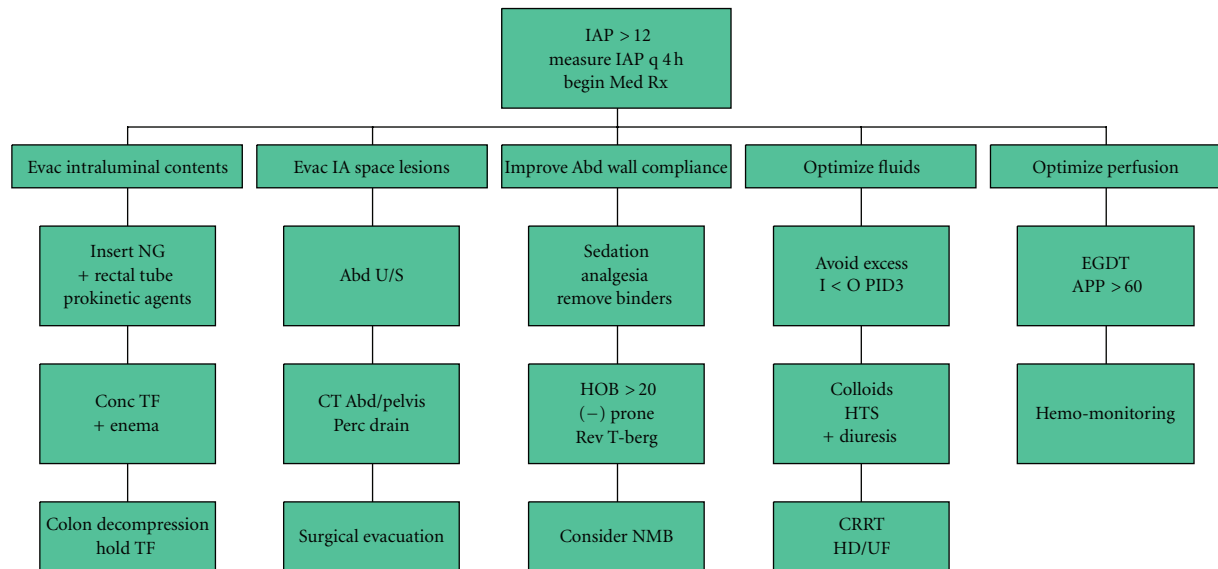 IAP > 12
measure IAP q 4 h
begin Med Rx
Evac intraluminal contents
Evac IA space lesions
Improve Abd wall compliance
Optimize fluids
Optimize perfusion
Insert NG
+ rectal tube
prokinetic agents
Abd U/S
Sedation
analgesia
remove binders
Avoid excess
I < O PID3
EGDT
APP > 60
Conc TF
+ enema
CT Abd/pelvis
Perc drain
HOB > 20
(−) prone
Rev T-berg
Colloids
HTS
+ diuresis
Hemo-monitoring
Colon decompression
hold TF
Surgical evacuation
Consider NMB
CRRT
HD/UF